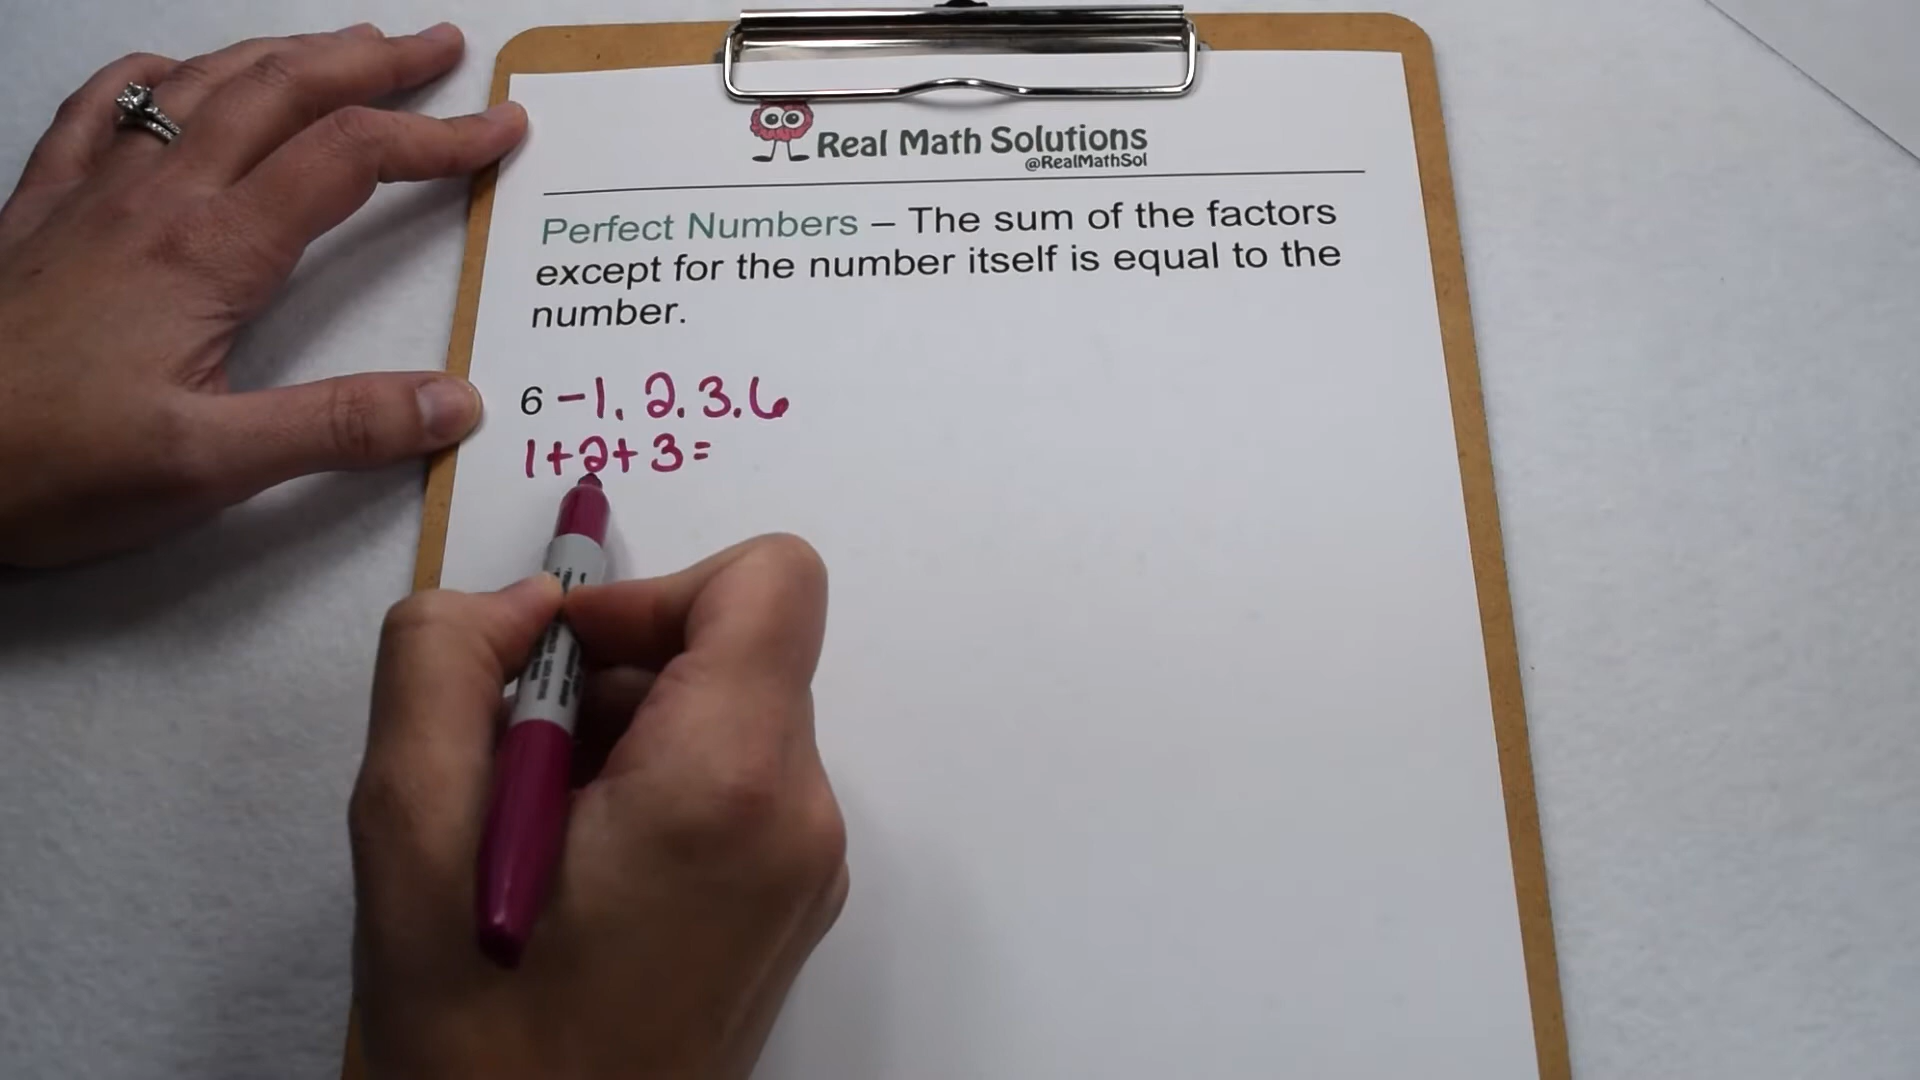 Real Math Solutions
@RealMathSol
Perfect Numbers – The sum of the factors
except for the number itself is equal to the
number.
6 - 1, 2, 3, 6
1+2+3=